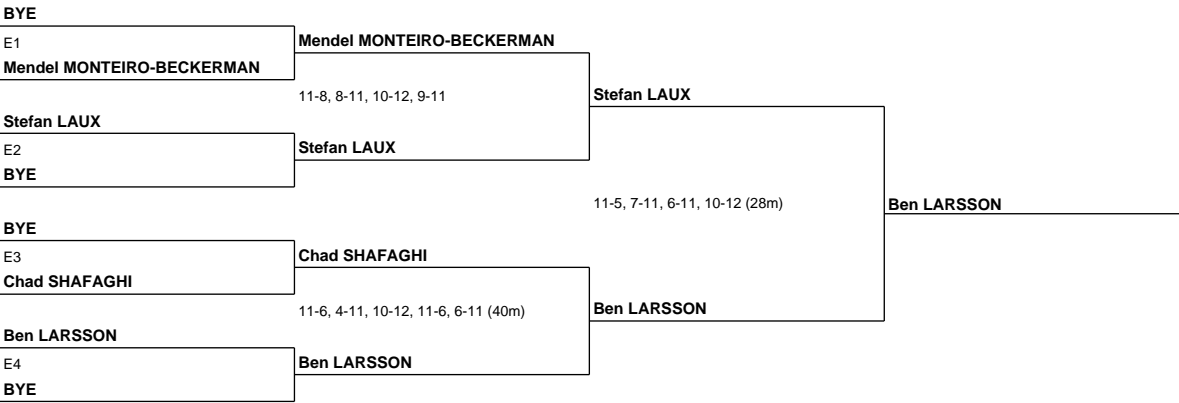 BYE
E1
Mendel MONTEIRO-BECKERMAN
Mendel MONTEIRO-BECKERMAN
11-8, 8-11, 10-12, 9-11
Stefan LAUX
Stefan LAUX
E2
BYE
Stefan LAUX
11-5, 7-11, 6-11, 10-12 (28m)
Ben LARSSON
BYE
E3
Chad SHAFAGHI
Chad SHAFAGHI
11-6, 4-11, 10-12, 11-6, 6-11 (40m)
Ben LARSSON
Ben LARSSON
E4
BYE
Ben LARSSON